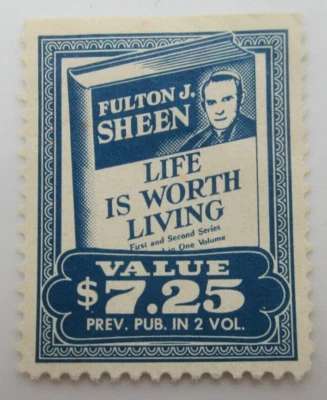 FULTON J.
SHEEN
LIFE
IS WORTH
LIVING
First and Second Series
in One Volume
VALUE
$7.25
PREV. PUB. IN 2 VOL.